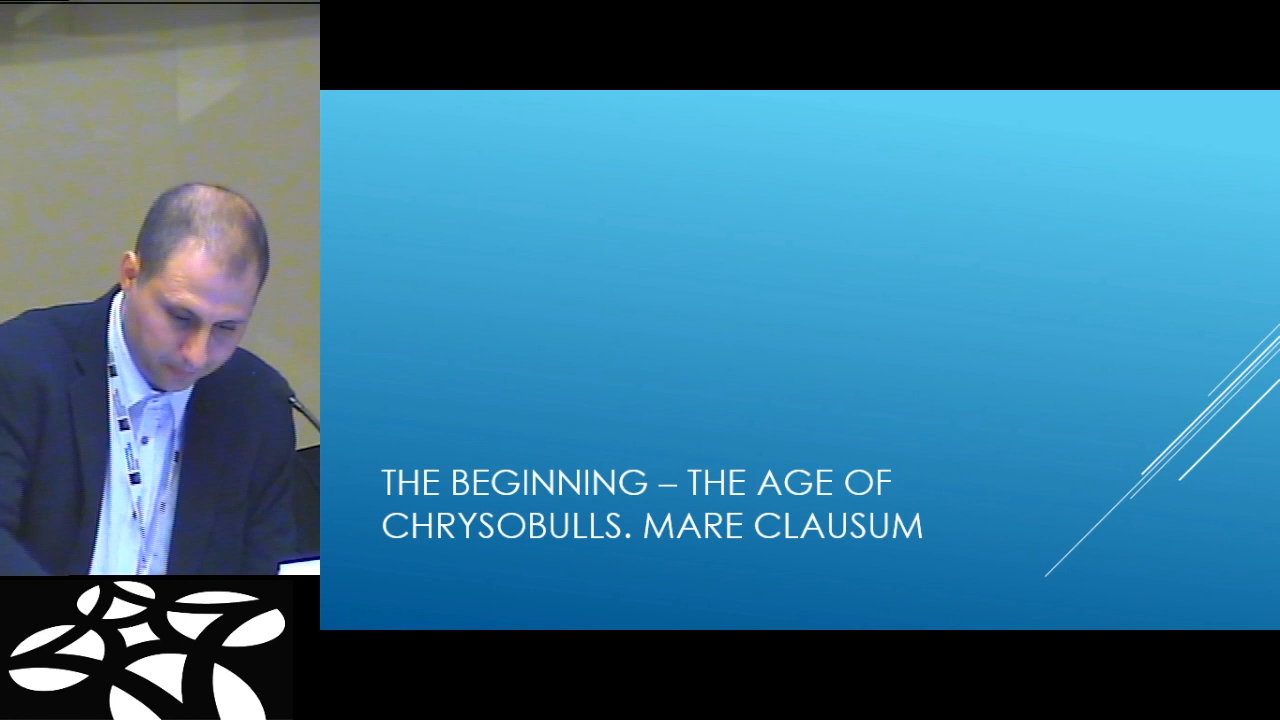 THE BEGINNING – THE AGE OF
CHRYSOBULLS. MARE CLAUSUM